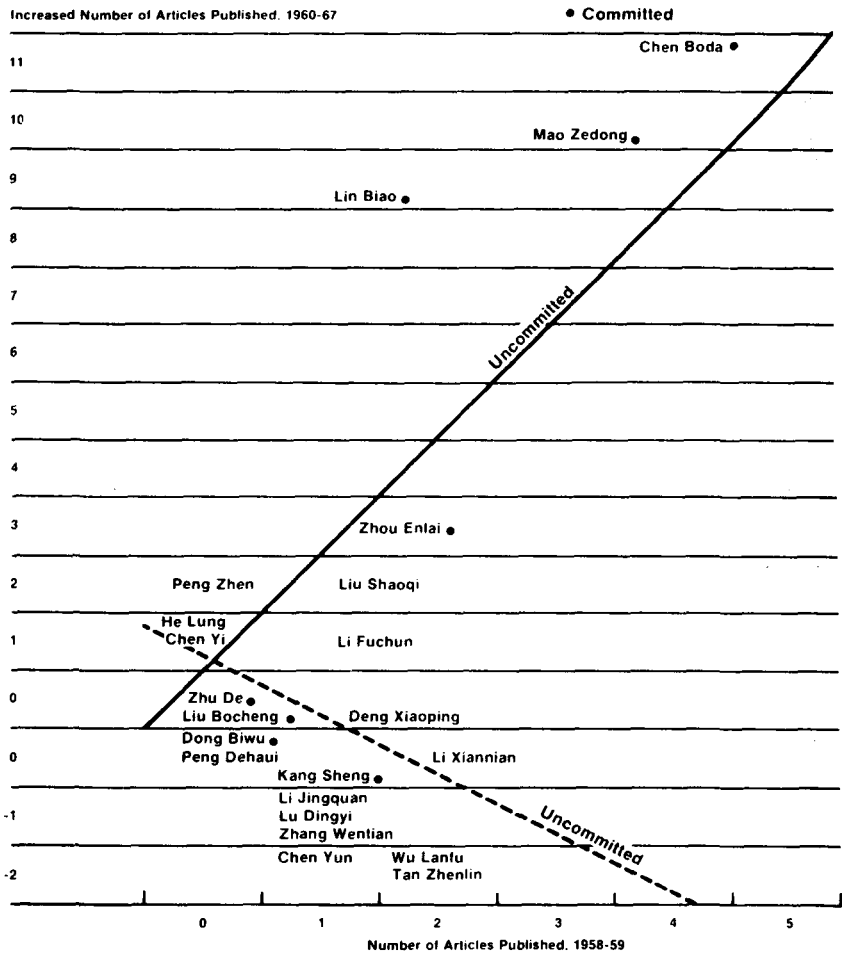 Increased Number of Articles Published, 1960-67
• Committed
11
Chen Boda •
10
Mao Zedong •
9
Lin Biao •
8
7
Uncommitted
6
5
4
3
Zhou Enlai •
2
Peng Zhen
Liu Shaoqi
He Lung
1
Chen Yi
Li Fuchun
0
Zhu De •
Liu Bocheng •
Deng Xiaoping
Dong Biwu •
0
Peng Dehaui
Li Xiannian
Kang Sheng •
Li Jingquan
-1
Lu Dingyi
Zhang Wentian
Uncommitted
Chen Yun
Wu Lanfu
-2
Tan Zhenlin
0 1 2 3 4 5
Number of Articles Published, 1958-59